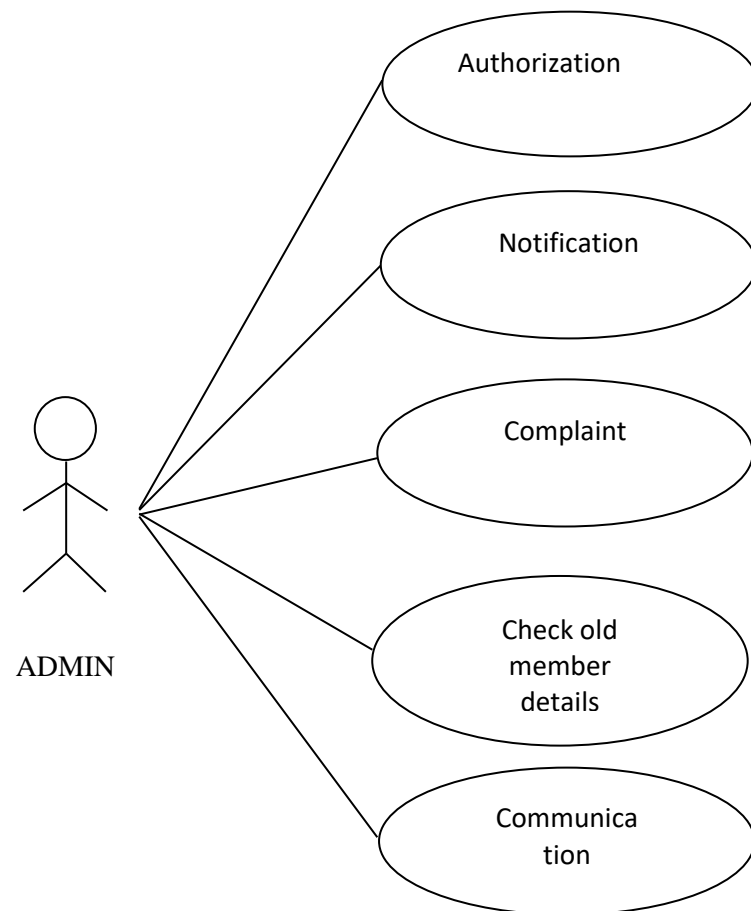 Authorization
Notification
Complaint
ADMIN
Check old
member
details
Communica
tion